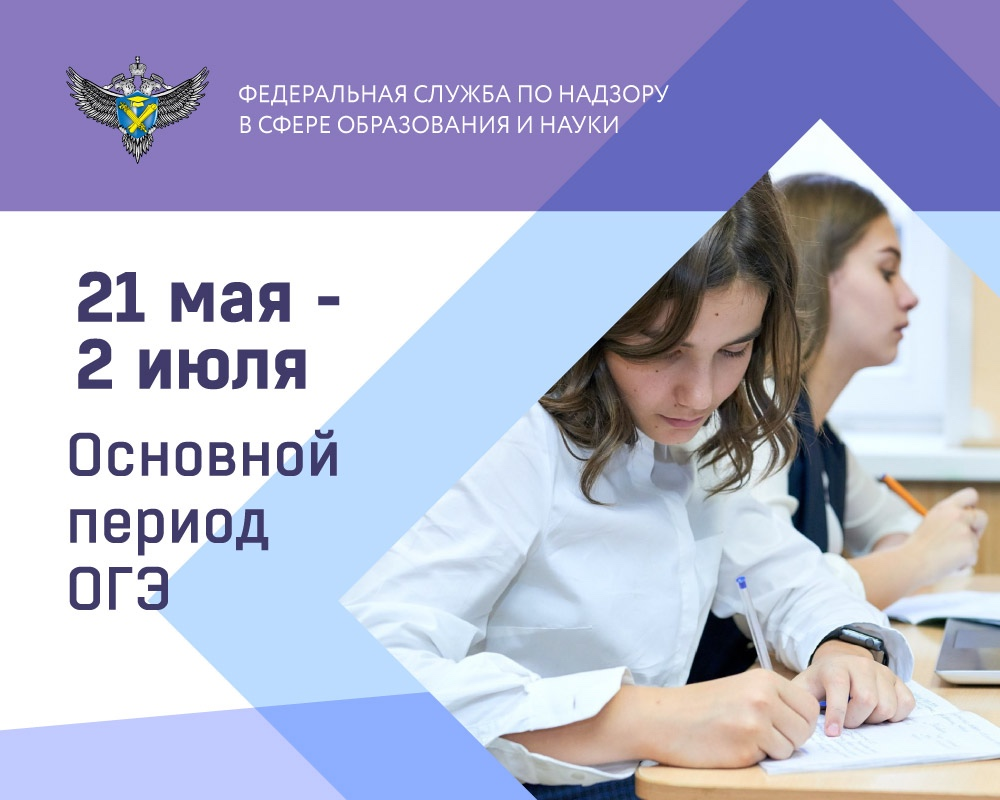 ФЕДЕРАЛЬНАЯ СЛУЖБА ПО НАДЗОРУ
В СФЕРЕ ОБРАЗОВАНИЯ И НАУКИ
21 мая -
2 июля
Основной
период
ОГЭ